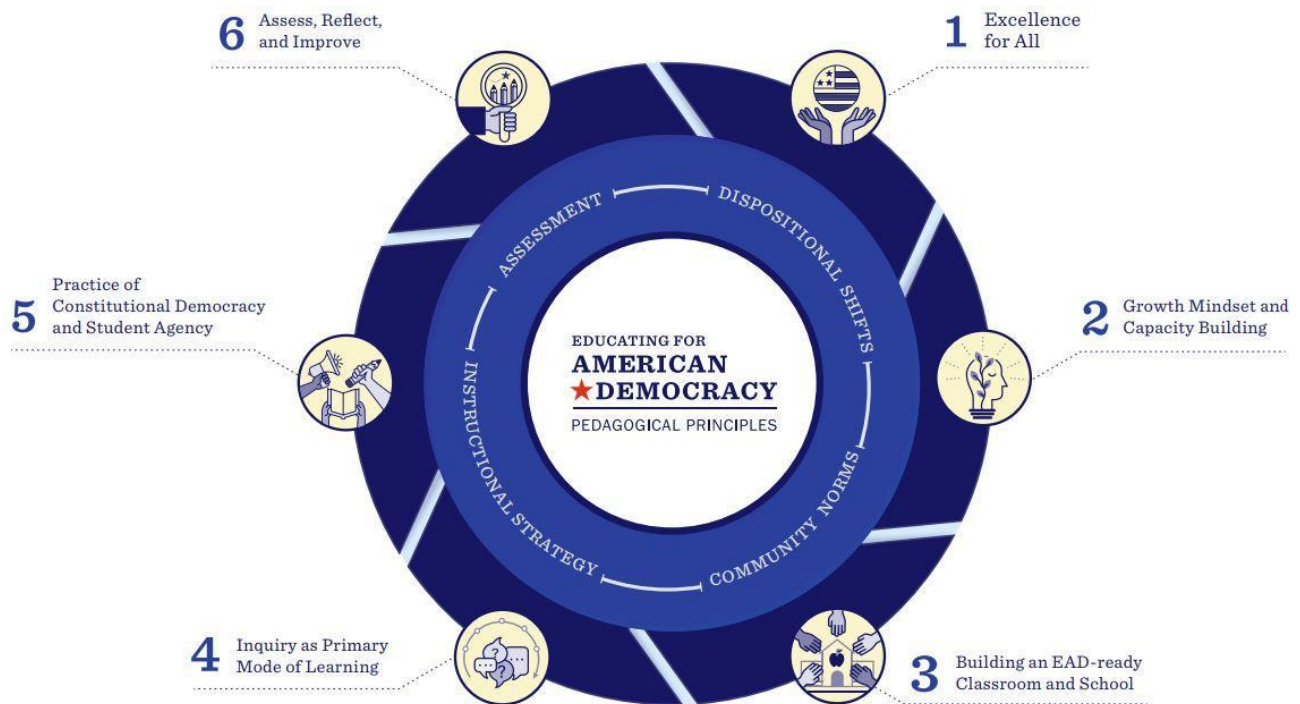 6 Assess, Reflect,
and Improve
1 Excellence
for All
5 Practice of
Constitutional Democracy
and Student Agency
2 Growth Mindset and
Capacity Building
4 Inquiry as Primary
Mode of Learning
3 Building an EAD-ready
Classroom and School
ASSESSMENT
DISPOSITIONAL SHIFTS
COMMUNITY NORMS
INSTRUCTIONAL STRATEGY
EDUCATING FOR
AMERICAN
DEMOCRACY
PEDAGOGICAL PRINCIPLES
? ?
?